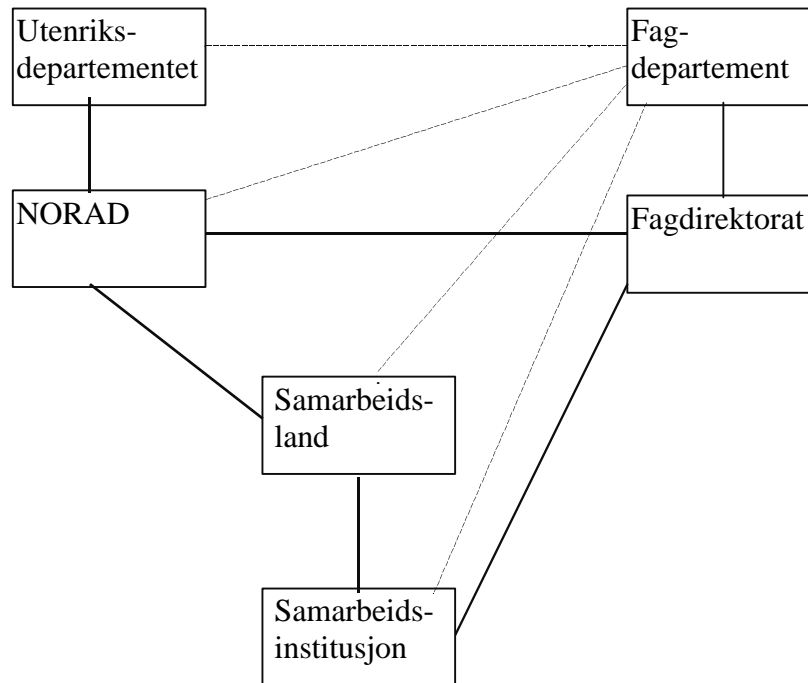 Utenriks-
departementet
Fag-
departement
NORAD
Fagdirektorat
Samarbeids-
land
Samarbeids-
institusjon